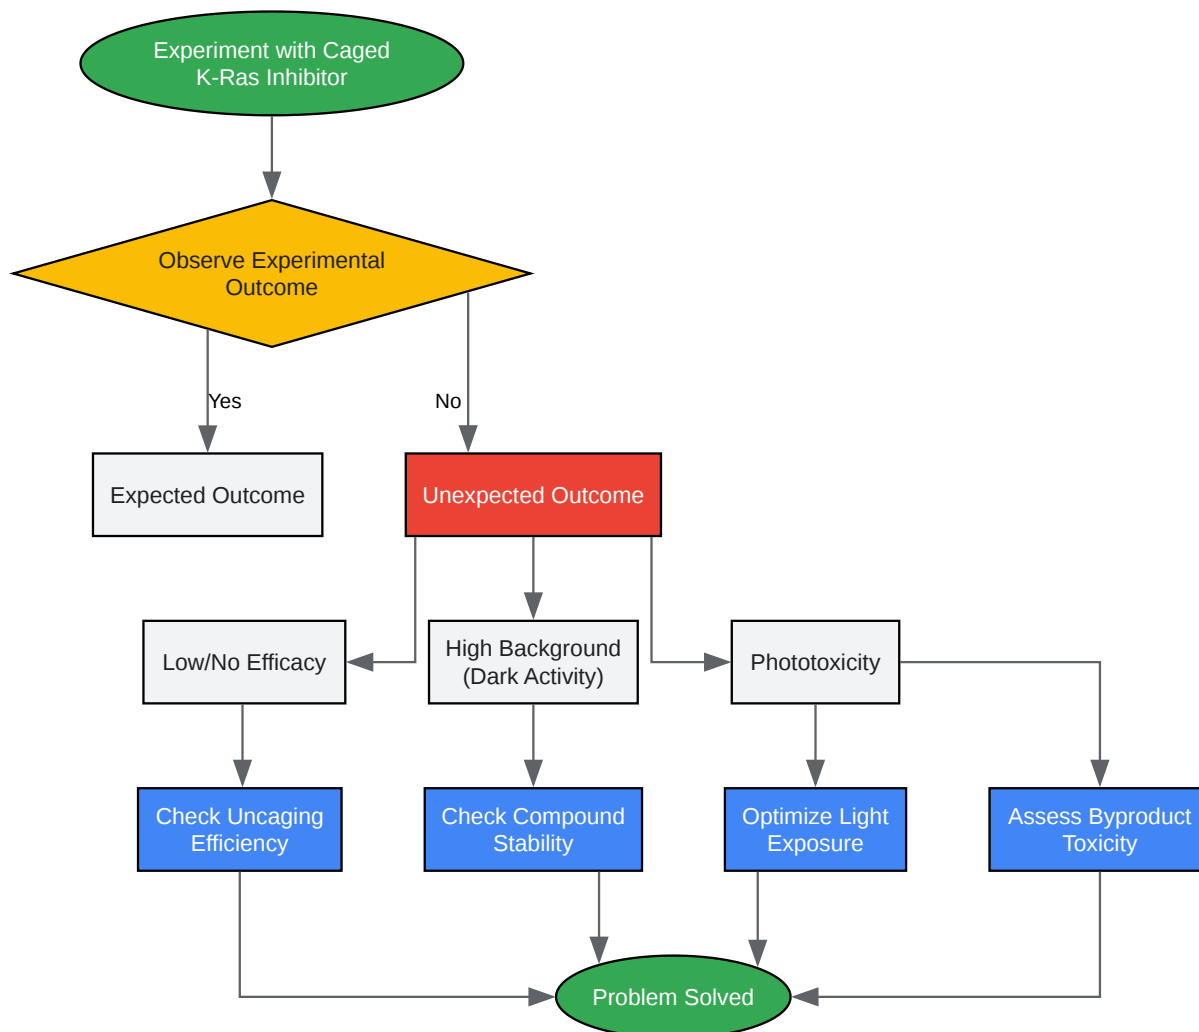 Experiment with Caged
K-Ras Inhibitor
Observe Experimental
Outcome
Yes
No
Expected Outcome
Unexpected Outcome
Low/No Efficacy
High Background
(Dark Activity)
Phototoxicity
Check Uncaging
Efficiency
Check Compound
Stability
Optimize Light
Exposure
Assess Byproduct
Toxicity
Problem Solved